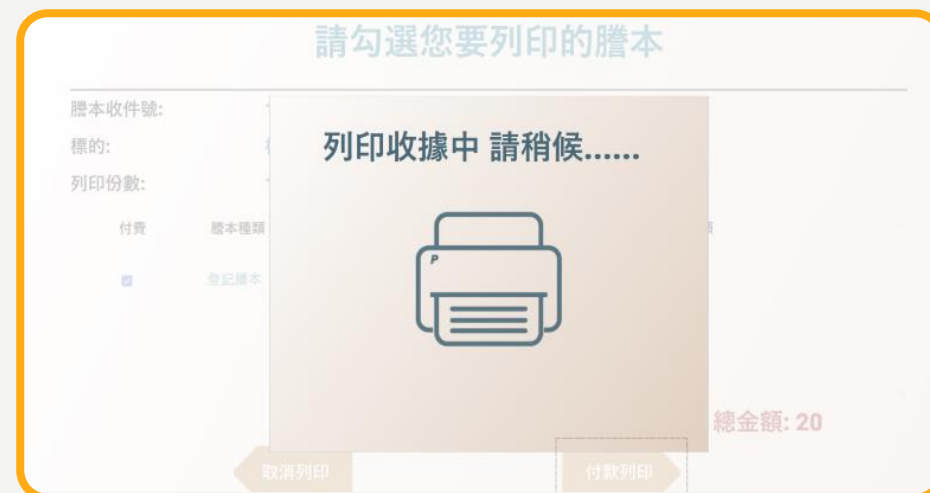 請勾選您要列印的謄本
謄本收件號:
標的:
列印份數:
付費 謄本種類
登記謄本
列印收據中 請稍候......
P
總金額: 20
取消列印 付款列印